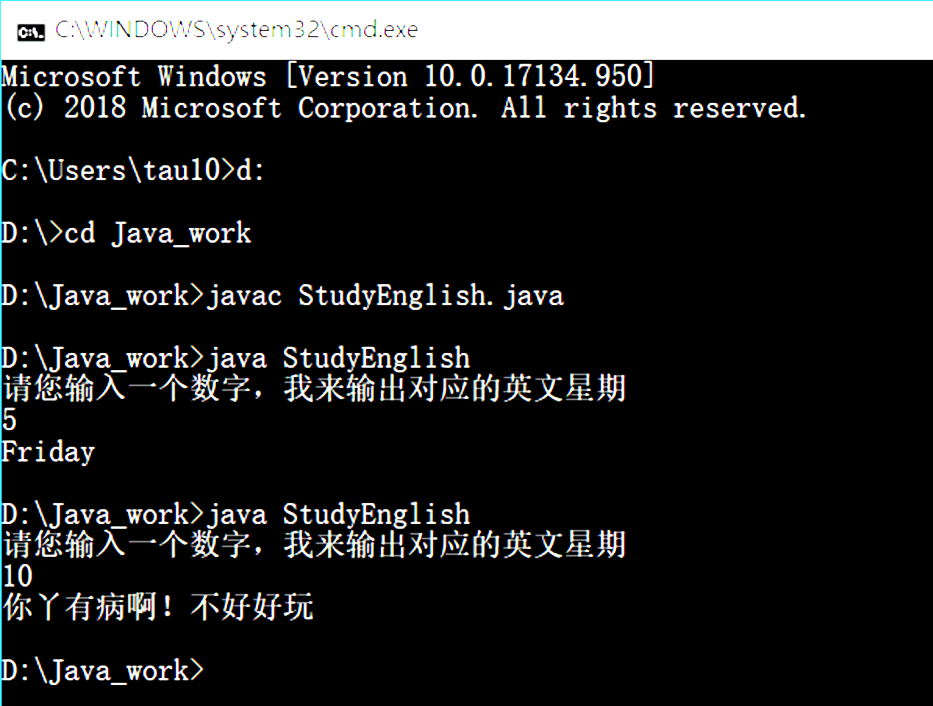 C:\WINDOWS\system32\cmd.exe
Microsoft Windows [Version 10.0.17134.950]
(c) 2018 Microsoft Corporation. All rights reserved.
C:\Users\tau10>d:
D:\>cd Java_work
D:\Java_work>javac StudyEnglish.java
D:\Java_work>java StudyEnglish
请您输入一个数字，我来输出对应的英文星期
5
Friday
D:\Java_work>java StudyEnglish
请您输入一个数字，我来输出对应的英文星期
10
你丫有病啊！不好好玩
D:\Java_work>